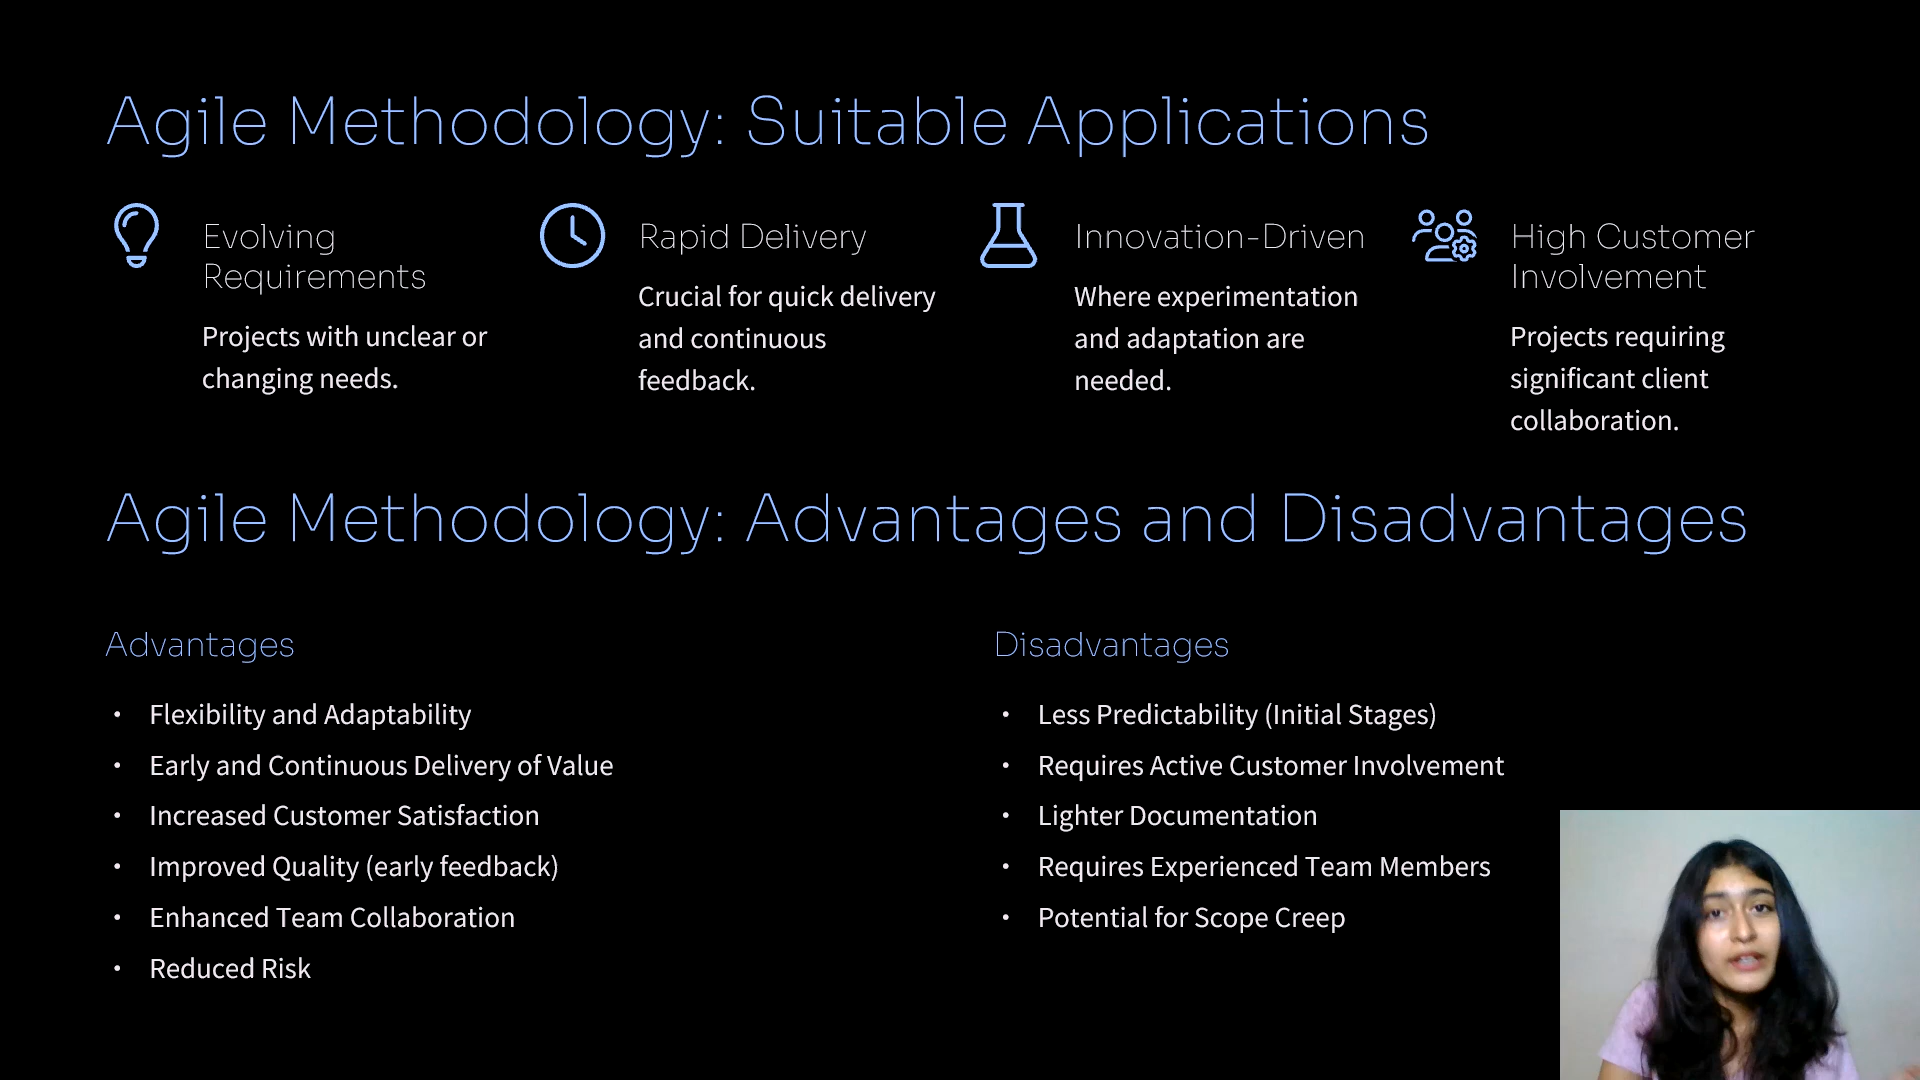 Agile Methodology: Suitable Applications
Evolving
Requirements
Projects with unclear or
changing needs.
Rapid Delivery
Crucial for quick delivery
and continuous
feedback.
Innovation-Driven
Where experimentation
and adaptation are
needed.
High Customer
Involvement
Projects requiring
significant client
collaboration.
Agile Methodology: Advantages and Disadvantages
Advantages
• Flexibility and Adaptability
• Early and Continuous Delivery of Value
• Increased Customer Satisfaction
• Improved Quality (early feedback)
• Enhanced Team Collaboration
• Reduced Risk
Disadvantages
• Less Predictability (Initial Stages)
• Requires Active Customer Involvement
• Lighter Documentation
• Requires Experienced Team Members
• Potential for Scope Creep